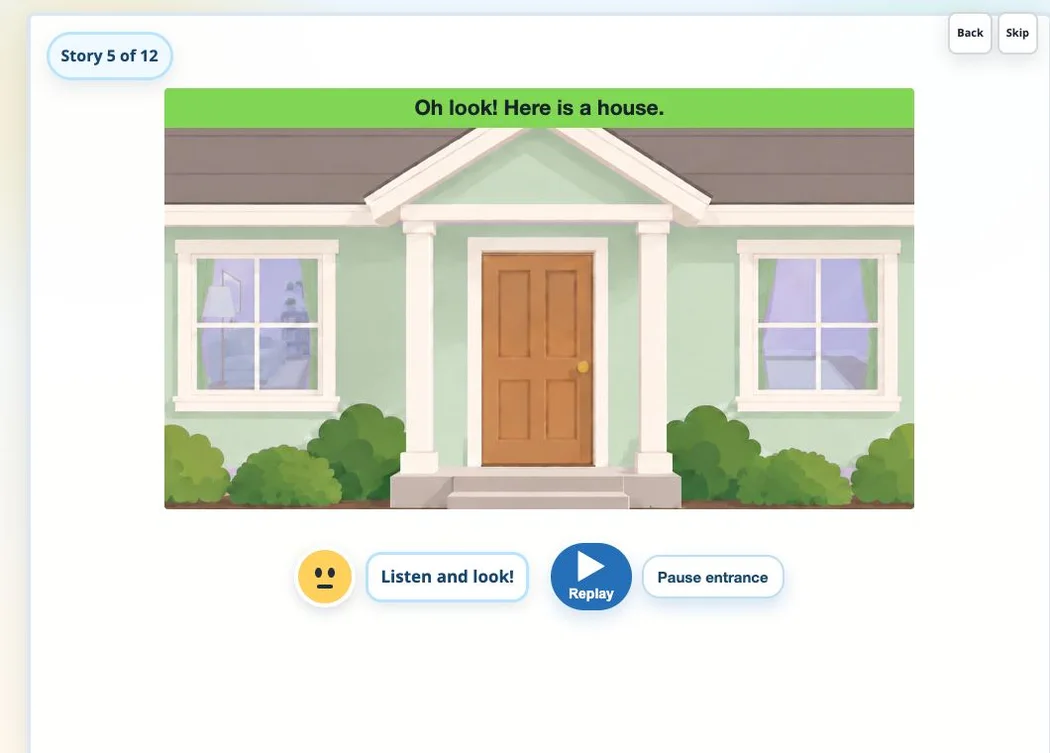 Story 5 of 12
Back
Skip
Oh look! Here is a house.
Listen and look!
Replay
Pause entrance